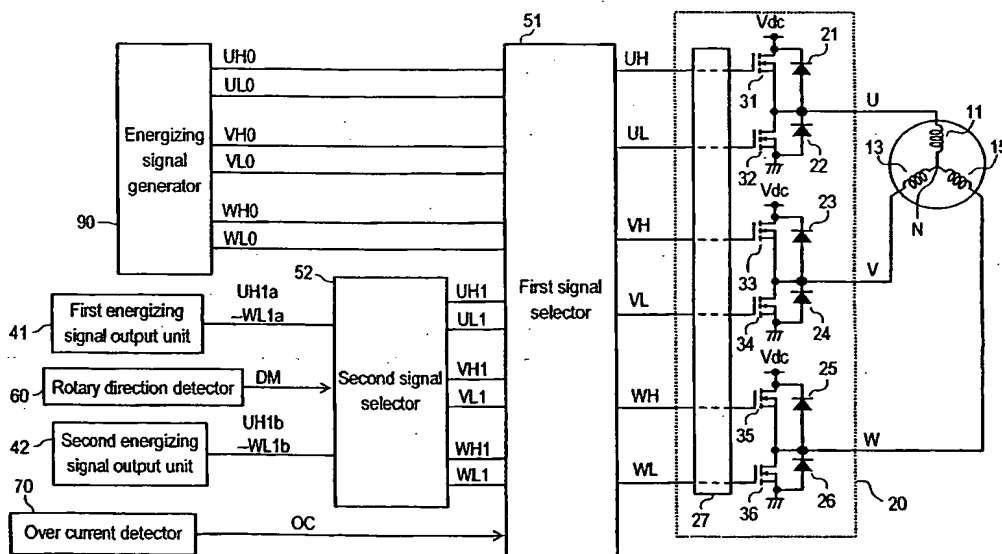 51
Vdc
21
UH0
UL0
VH0
VL0
WH0
WL0
Energizing
signal
generator
90
UH
UL
VH
VL
WH
WL
31
U
11
22
32
13
15
N
Vdc
23
33
V
24
34
Vdc
25
35
W
26
36
27
20
First signal
selector
52
UH1a
~WL1a
First energizing
signal output unit
41
Rotary direction detector
60
DM
UH1b
~WL1b
42
Second energizing
signal output unit
70
Over current detector
OC
Second signal
selector
UH1
UL1
VH1
VL1
WH1
WL1